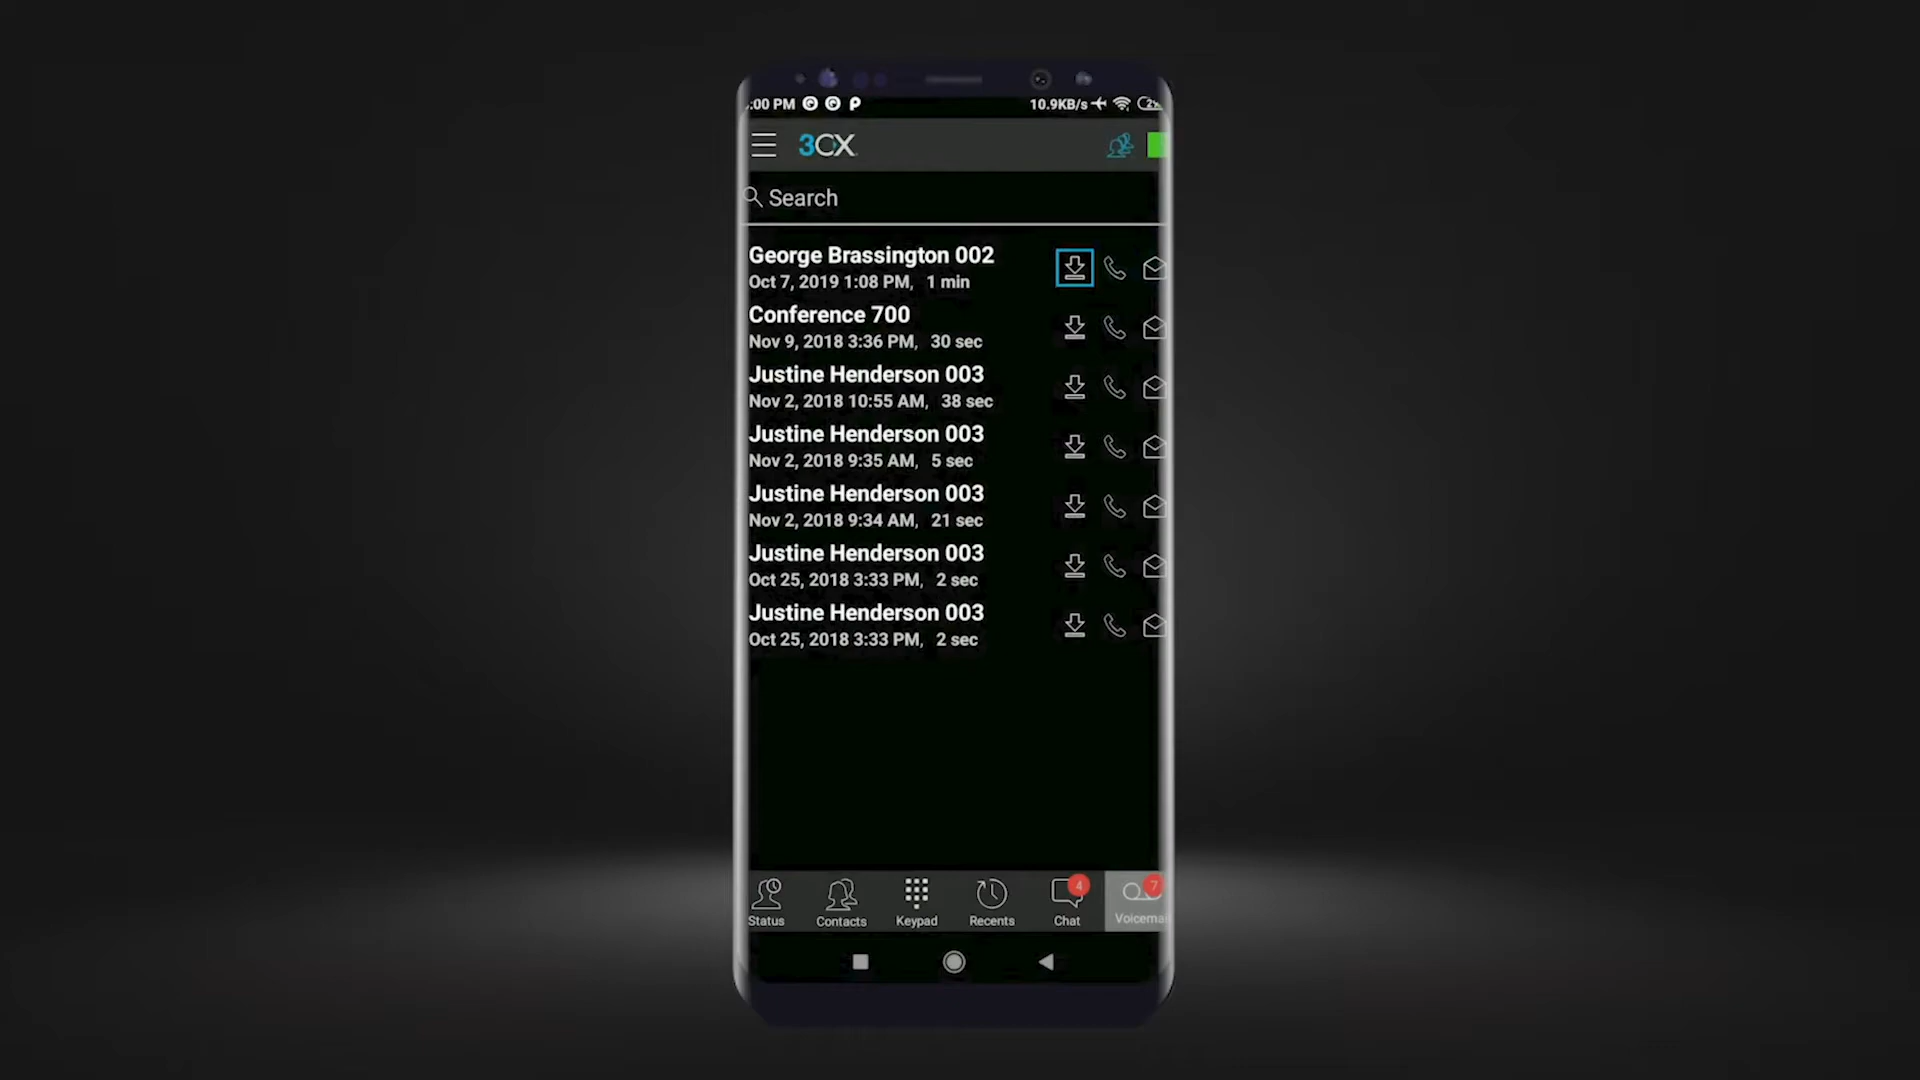 :00 PM 10.9KB/s
3CX
Search
George Brassington 002
Oct 7, 2019 1:08 PM, 1 min
Conference 700
Nov 9, 2018 3:36 PM, 30 sec
Justine Henderson 003
Nov 2, 2018 10:55 AM, 38 sec
Justine Henderson 003
Nov 2, 2018 9:35 AM, 5 sec
Justine Henderson 003
Nov 2, 2018 9:34 AM, 21 sec
Justine Henderson 003
Oct 25, 2018 3:33 PM, 2 sec
Justine Henderson 003
Oct 25, 2018 3:33 PM, 2 sec
4 7
Status Contacts Keypad Recents Chat Voicemai